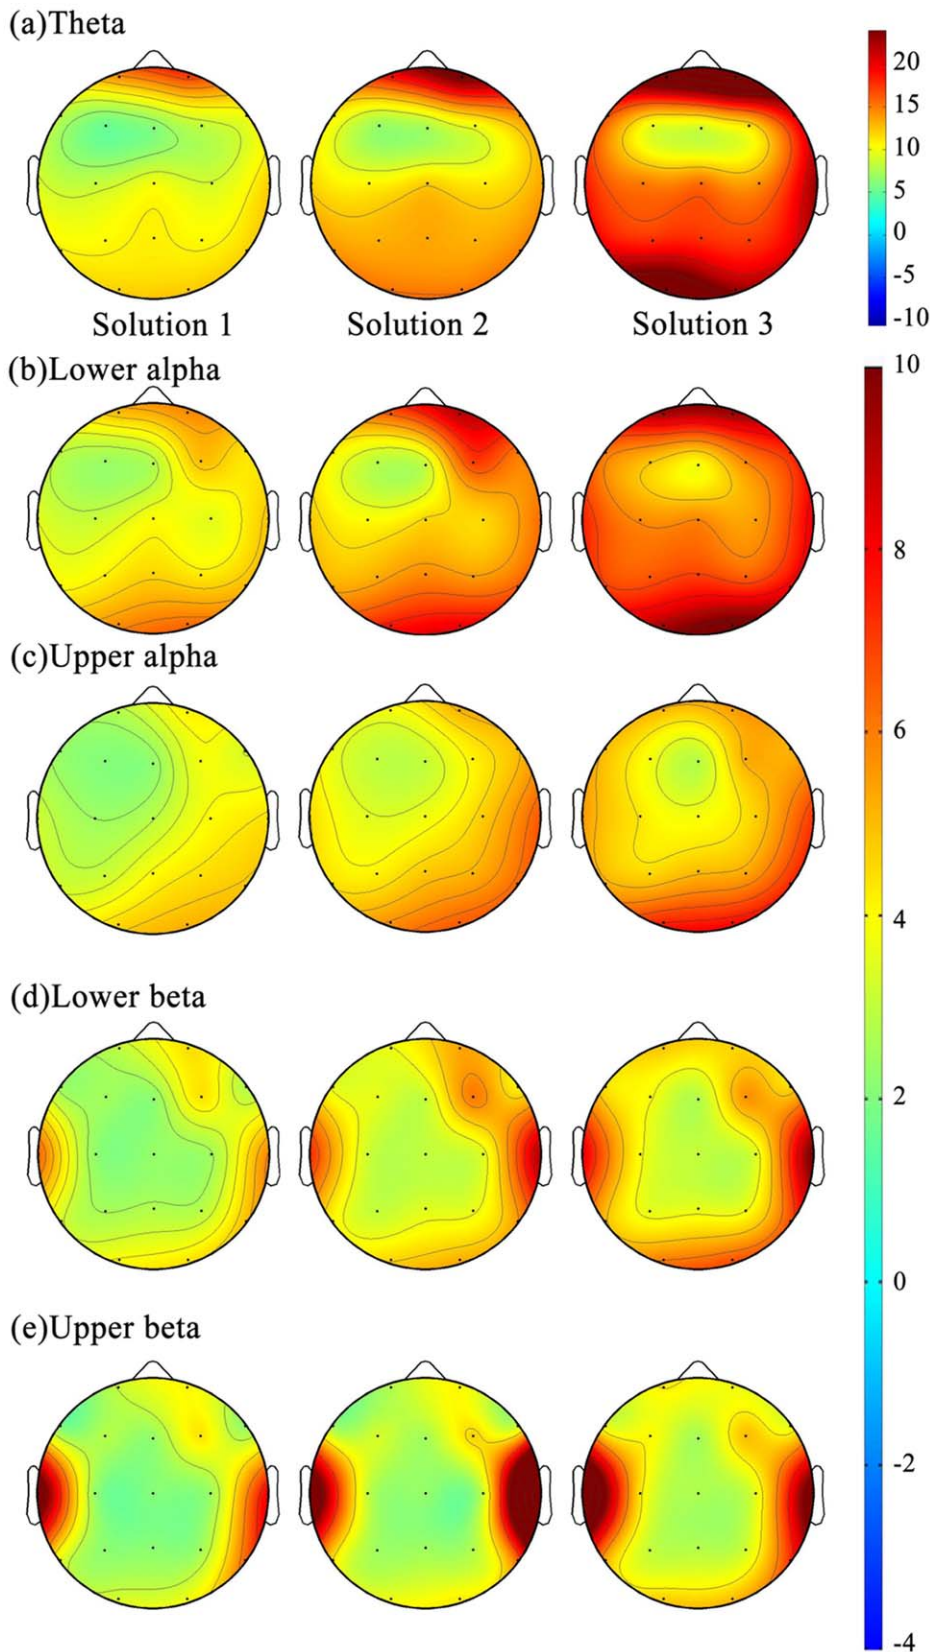 (a)Theta
20
15
10
5
0
-5
-10
Solution 1
Solution 2
Solution 3
(b)Lower alpha
10
8
(c)Upper alpha
6
4
(d)Lower beta
2
0
(e)Upper beta
-2
-4